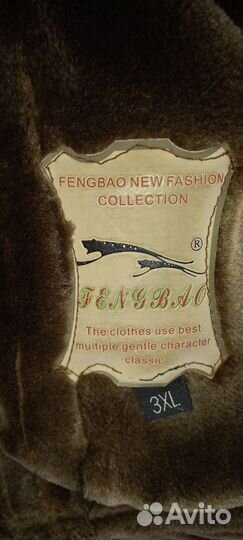 FENGBAO NEW FASHION
COLLECTION
®
FENGBAO
The clothes use best
multiple gentle character
classic
3XL
Avito